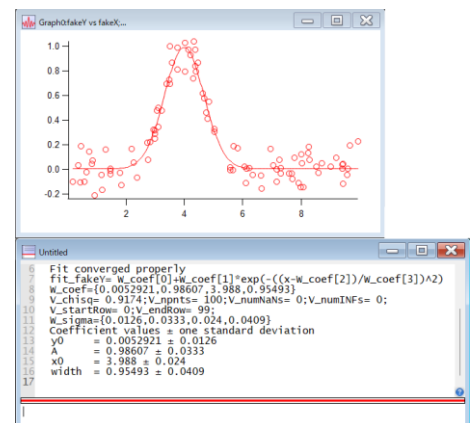 Graph0:fakeY vs fakeX;...
1.0
0.8
0.6
0.4
0.2
0.0
-0.2
2 4 6 8
Untitled
6 Fit converged properly
7 fit_fakeY= W_coef[0]+W_coef[1]*exp(-((x-W_coef[2])/W_coef[3])^2)
8 W_coef={0.0052921,0.98607,3.988,0.95493}
9 V_chisq= 0.9174;V_npnts= 100;V_numNaNs= 0;V_numINFs= 0;
10 V_startRow= 0;V_endRow= 99;
11 W_sigma={0.0126,0.0333,0.024,0.0409}
12 Coefficient values ± one standard deviation
13 y0 = 0.0052921 ± 0.0126
14 A = 0.98607 ± 0.0333
15 x0 = 3.988 ± 0.024
16 width = 0.95493 ± 0.0409
17